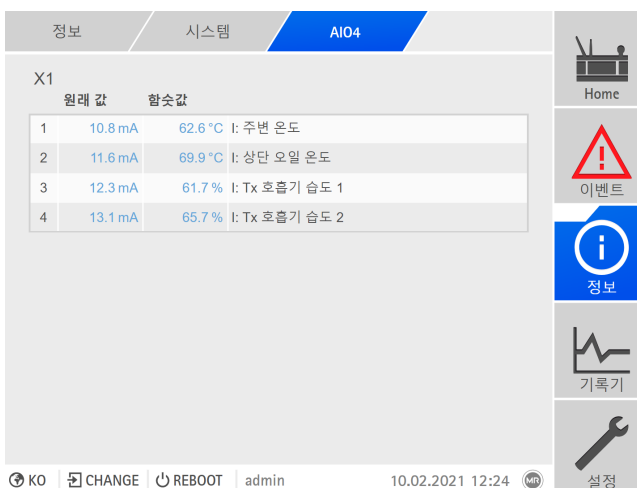 정보 시스템 AIO4
X1
원래 값 함숫값
1 10.8 mA 62.6 °C I: 주변 온도
2 11.6 mA 69.9 °C I: 상단 오일 온도
3 12.3 mA 61.7 % I: Tx 호흡기 습도 1
4 13.1 mA 65.7 % I: Tx 호흡기 습도 2
Home
이벤트
정보
기록기
설정
KO CHANGE REBOOT admin 10.02.2021 12:24 MR